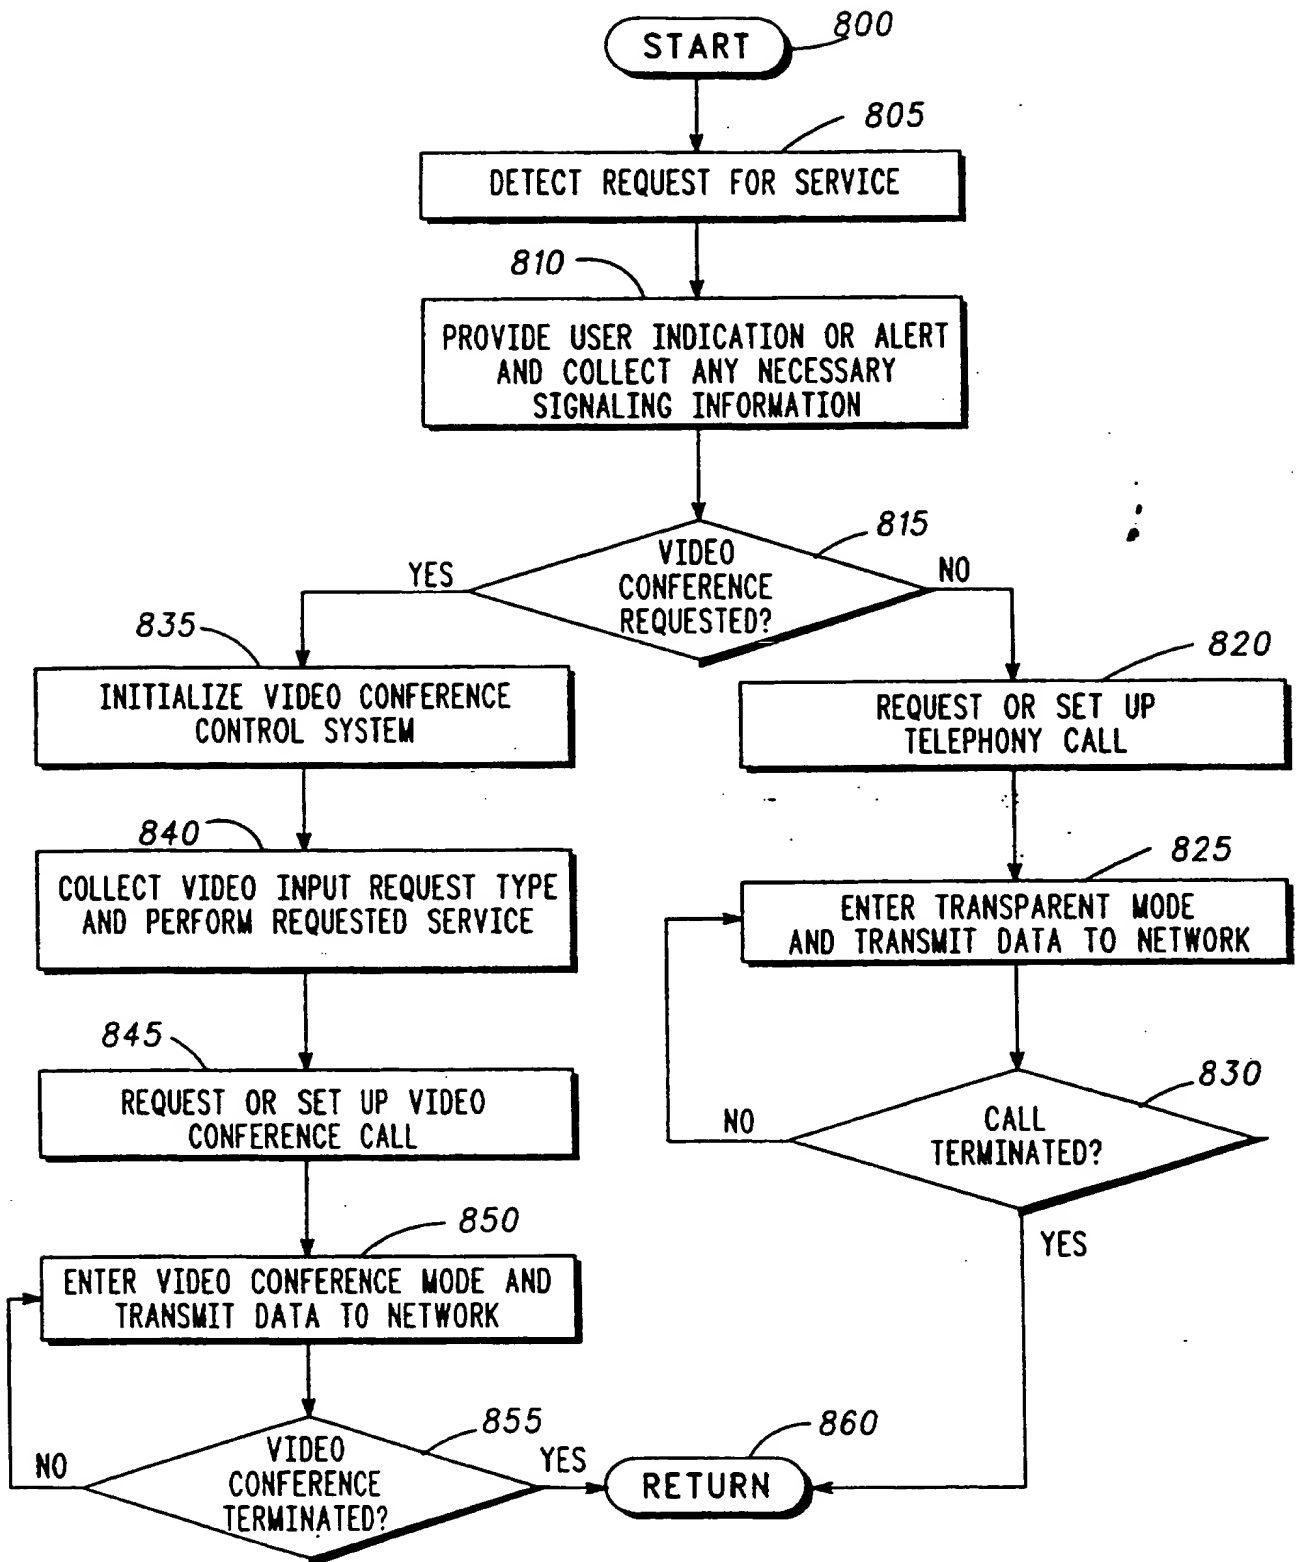 START
800
805
DETECT REQUEST FOR SERVICE
810
PROVIDE USER INDICATION OR ALERT
AND COLLECT ANY NECESSARY
SIGNALING INFORMATION
815
VIDEO
CONFERENCE
REQUESTED?
YES
NO
835
INITIALIZE VIDEO CONFERENCE
CONTROL SYSTEM
820
REQUEST OR SET UP
TELEPHONY CALL
840
COLLECT VIDEO INPUT REQUEST TYPE
AND PERFORM REQUESTED SERVICE
825
ENTER TRANSPARENT MODE
AND TRANSMIT DATA TO NETWORK
845
REQUEST OR SET UP VIDEO
CONFERENCE CALL
830
CALL
TERMINATED?
NO
YES
850
ENTER VIDEO CONFERENCE MODE AND
TRANSMIT DATA TO NETWORK
855
VIDEO
CONFERENCE
TERMINATED?
NO
YES
860
RETURN